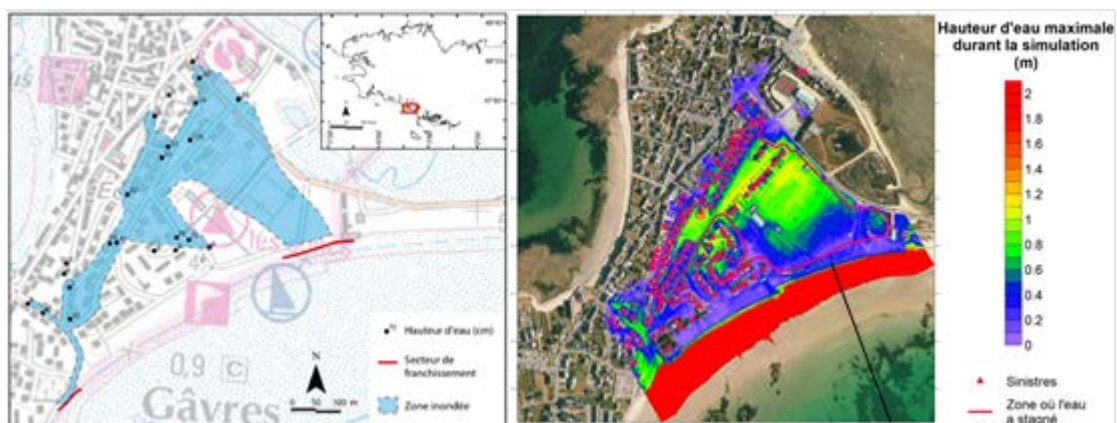 les
0,9 C
Gâvres
N
0 50 100 m
Hauteur d'eau (cm)
Secteur de
franchissement
Zone inondée
Hauteur d'eau maximale
durant la simulation
(m)
2
1.8
1.6
1.4
1.2
1
0.8
0.6
0.4
0.2
0
Sinistres
Zone où l'eau
a stagné